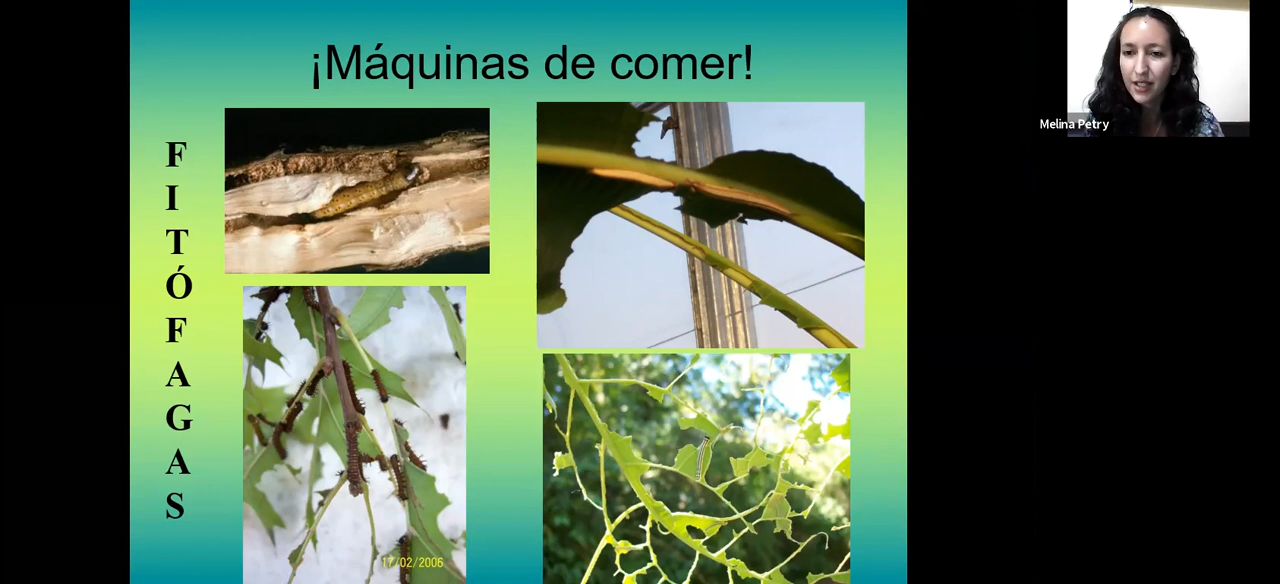 ¡Máquinas de comer!
F
I
T
Ó
F
A
G
A
S
17/02/2006
Melina Petry